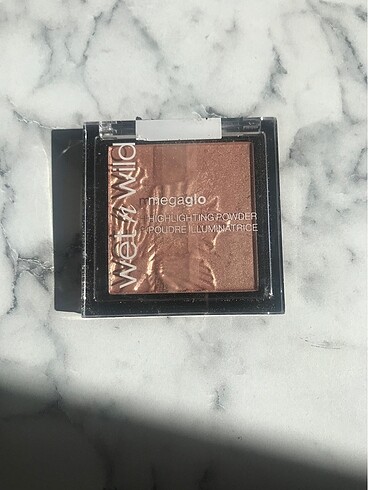 wet n wild
megaglo
HIGHLIGHTING POWDER
POUDRE ILLUMINATRICE